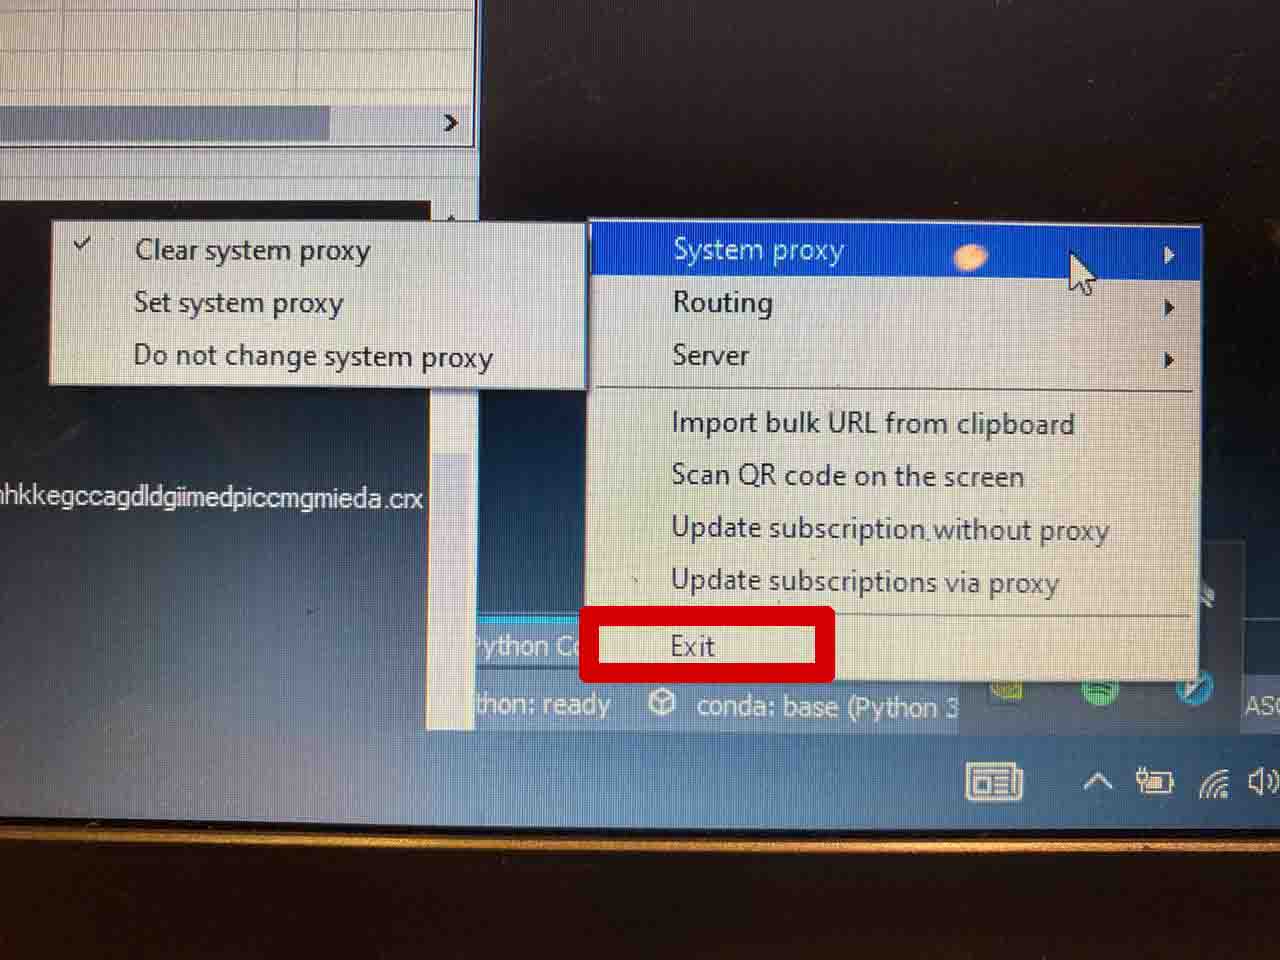 Clear system proxy
Set system proxy
Do not change system proxy
System proxy
Routing
Server
Import bulk URL from clipboard
Scan QR code on the screen
Update subscription without proxy
Update subscriptions via proxy
Exit
hkkegccagdldgiimedpiccmgmieda.crx
Python Co
thon: ready
conda: base (Python 3
ASC